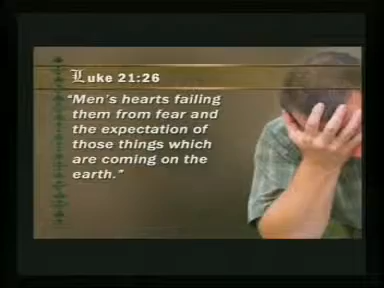 Luke 21:26
"Men's hearts failing
them from fear and
the expectation of
those things which
are coming on the
earth."